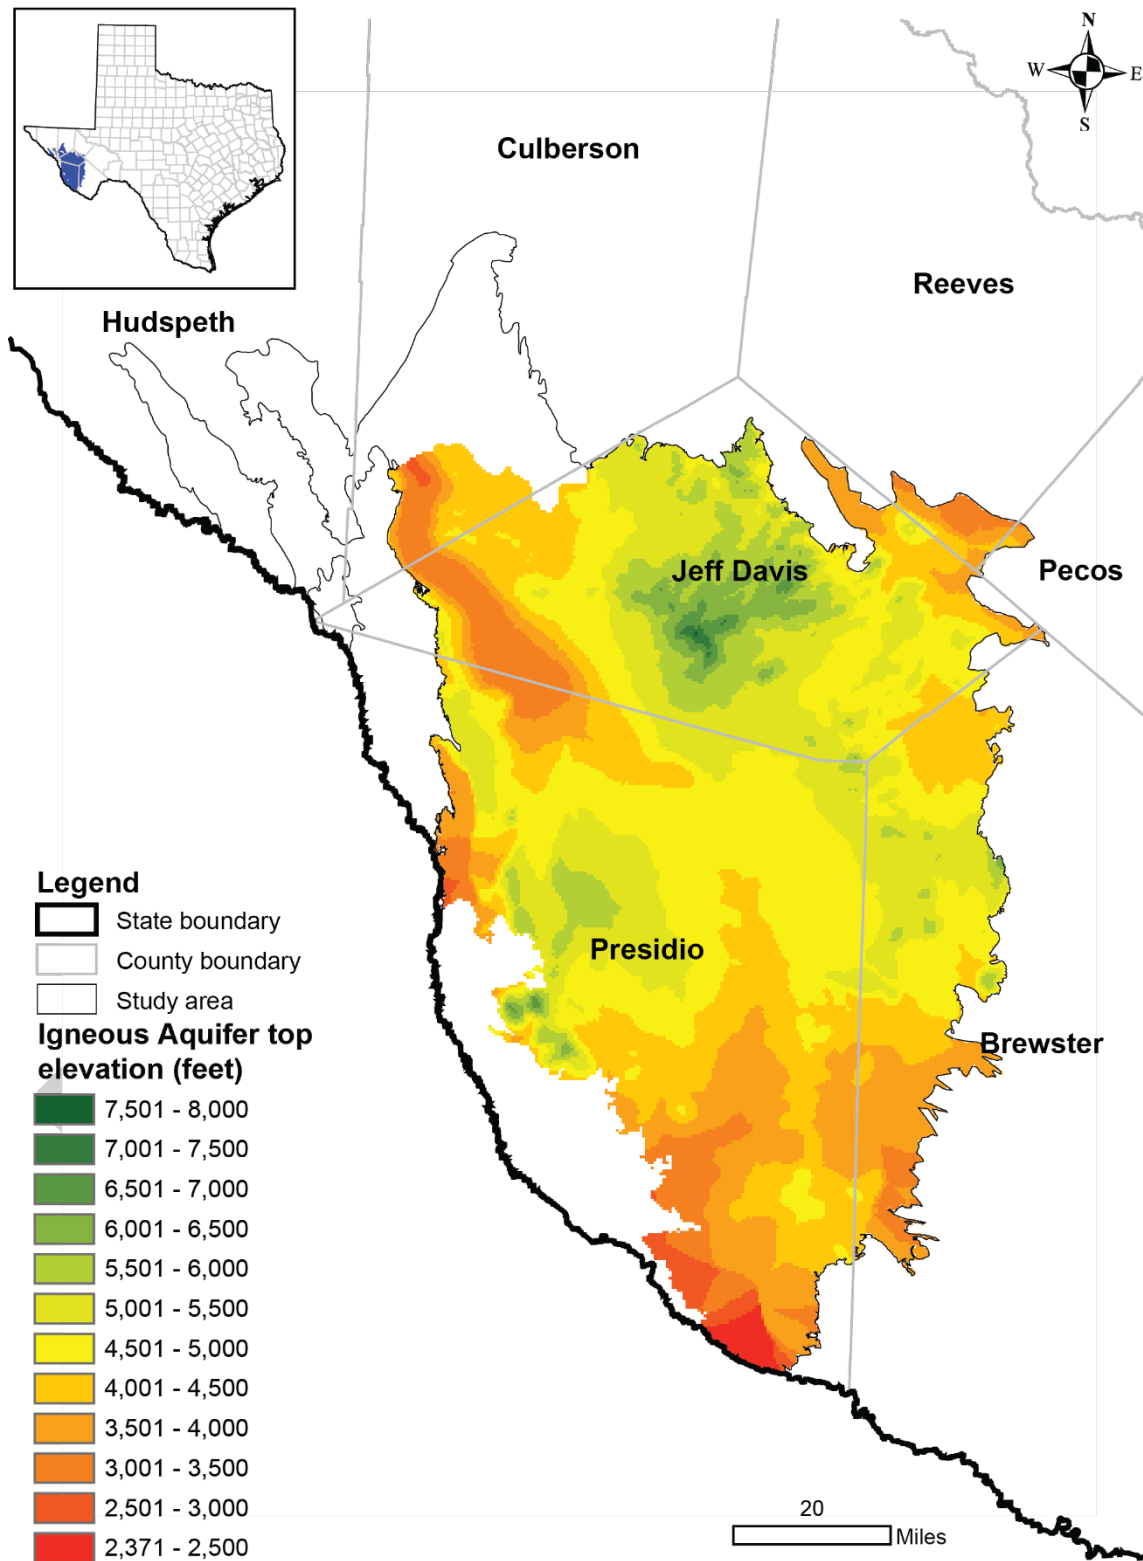 N
W
E
S
Culberson
Reeves
Hudspeth
Jeff Davis
Pecos
Presidio
Brewster
Legend
State boundary
County boundary
Study area
Igneous Aquifer top
elevation (feet)
7,501 - 8,000
7,001 - 7,500
6,501 - 7,000
6,001 - 6,500
5,501 - 6,000
5,001 - 5,500
4,501 - 5,000
4,001 - 4,500
3,501 - 4,000
3,001 - 3,500
2,501 - 3,000
2,371 - 2,500
20
Miles